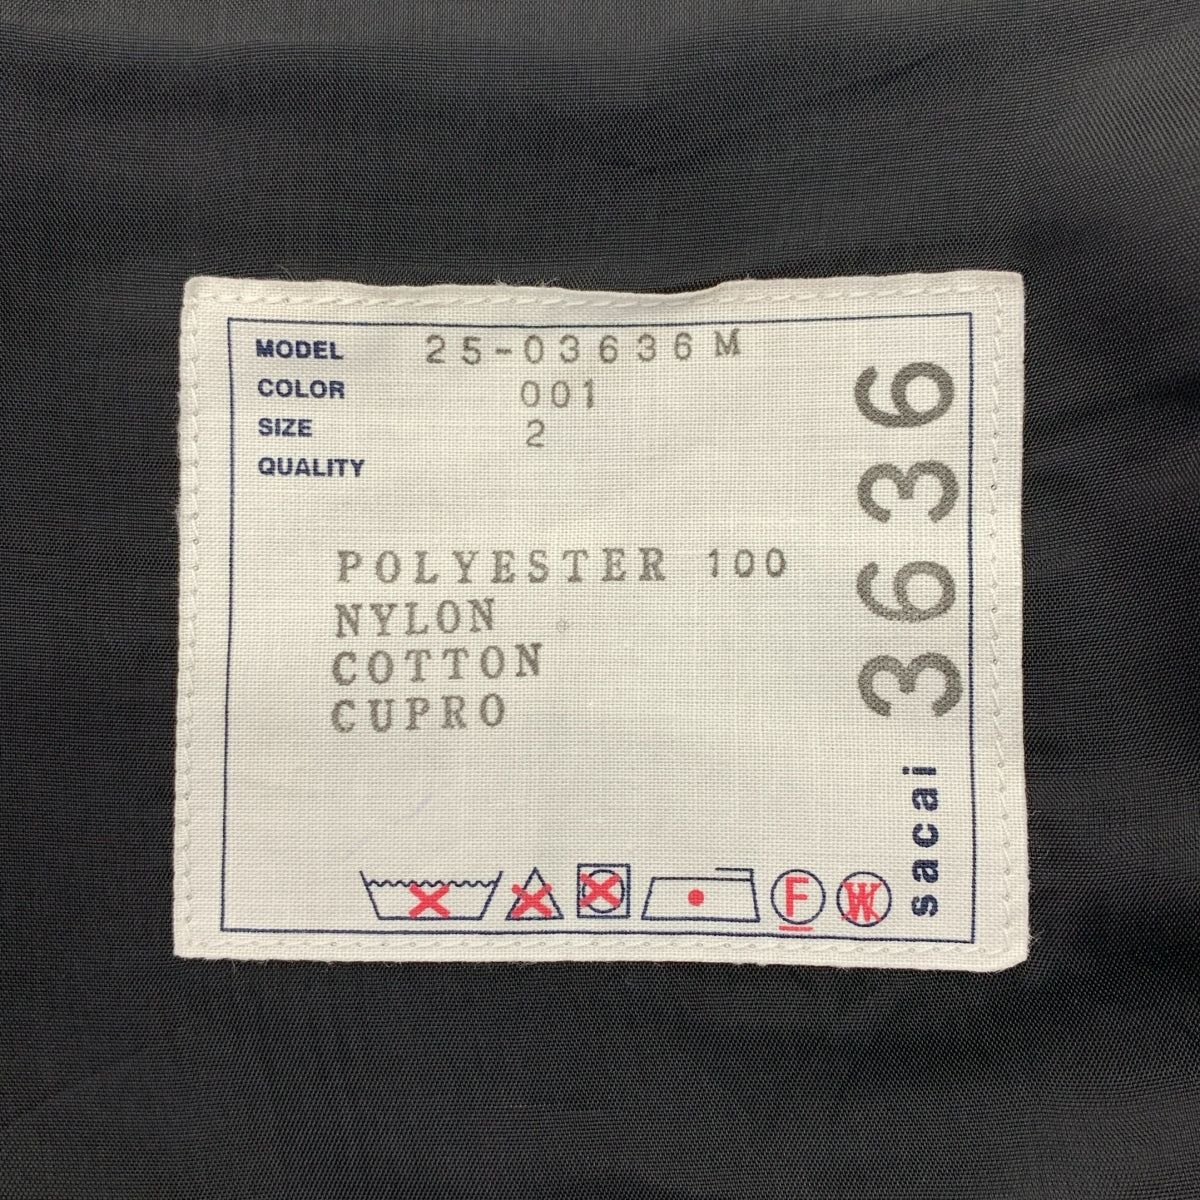 MODEL 25-03636M
COLOR 001
SIZE 2
QUALITY
POLYESTER 100
NYLON
COTTON
CUPRO
F W
sacai 3636